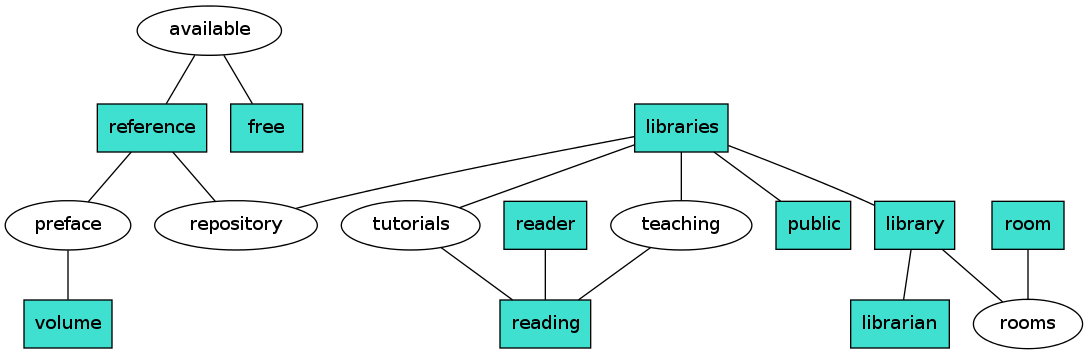 available
reference
free
libraries
preface
repository
tutorials
reader
teaching
public
library
room
volume
reading
librarian
rooms